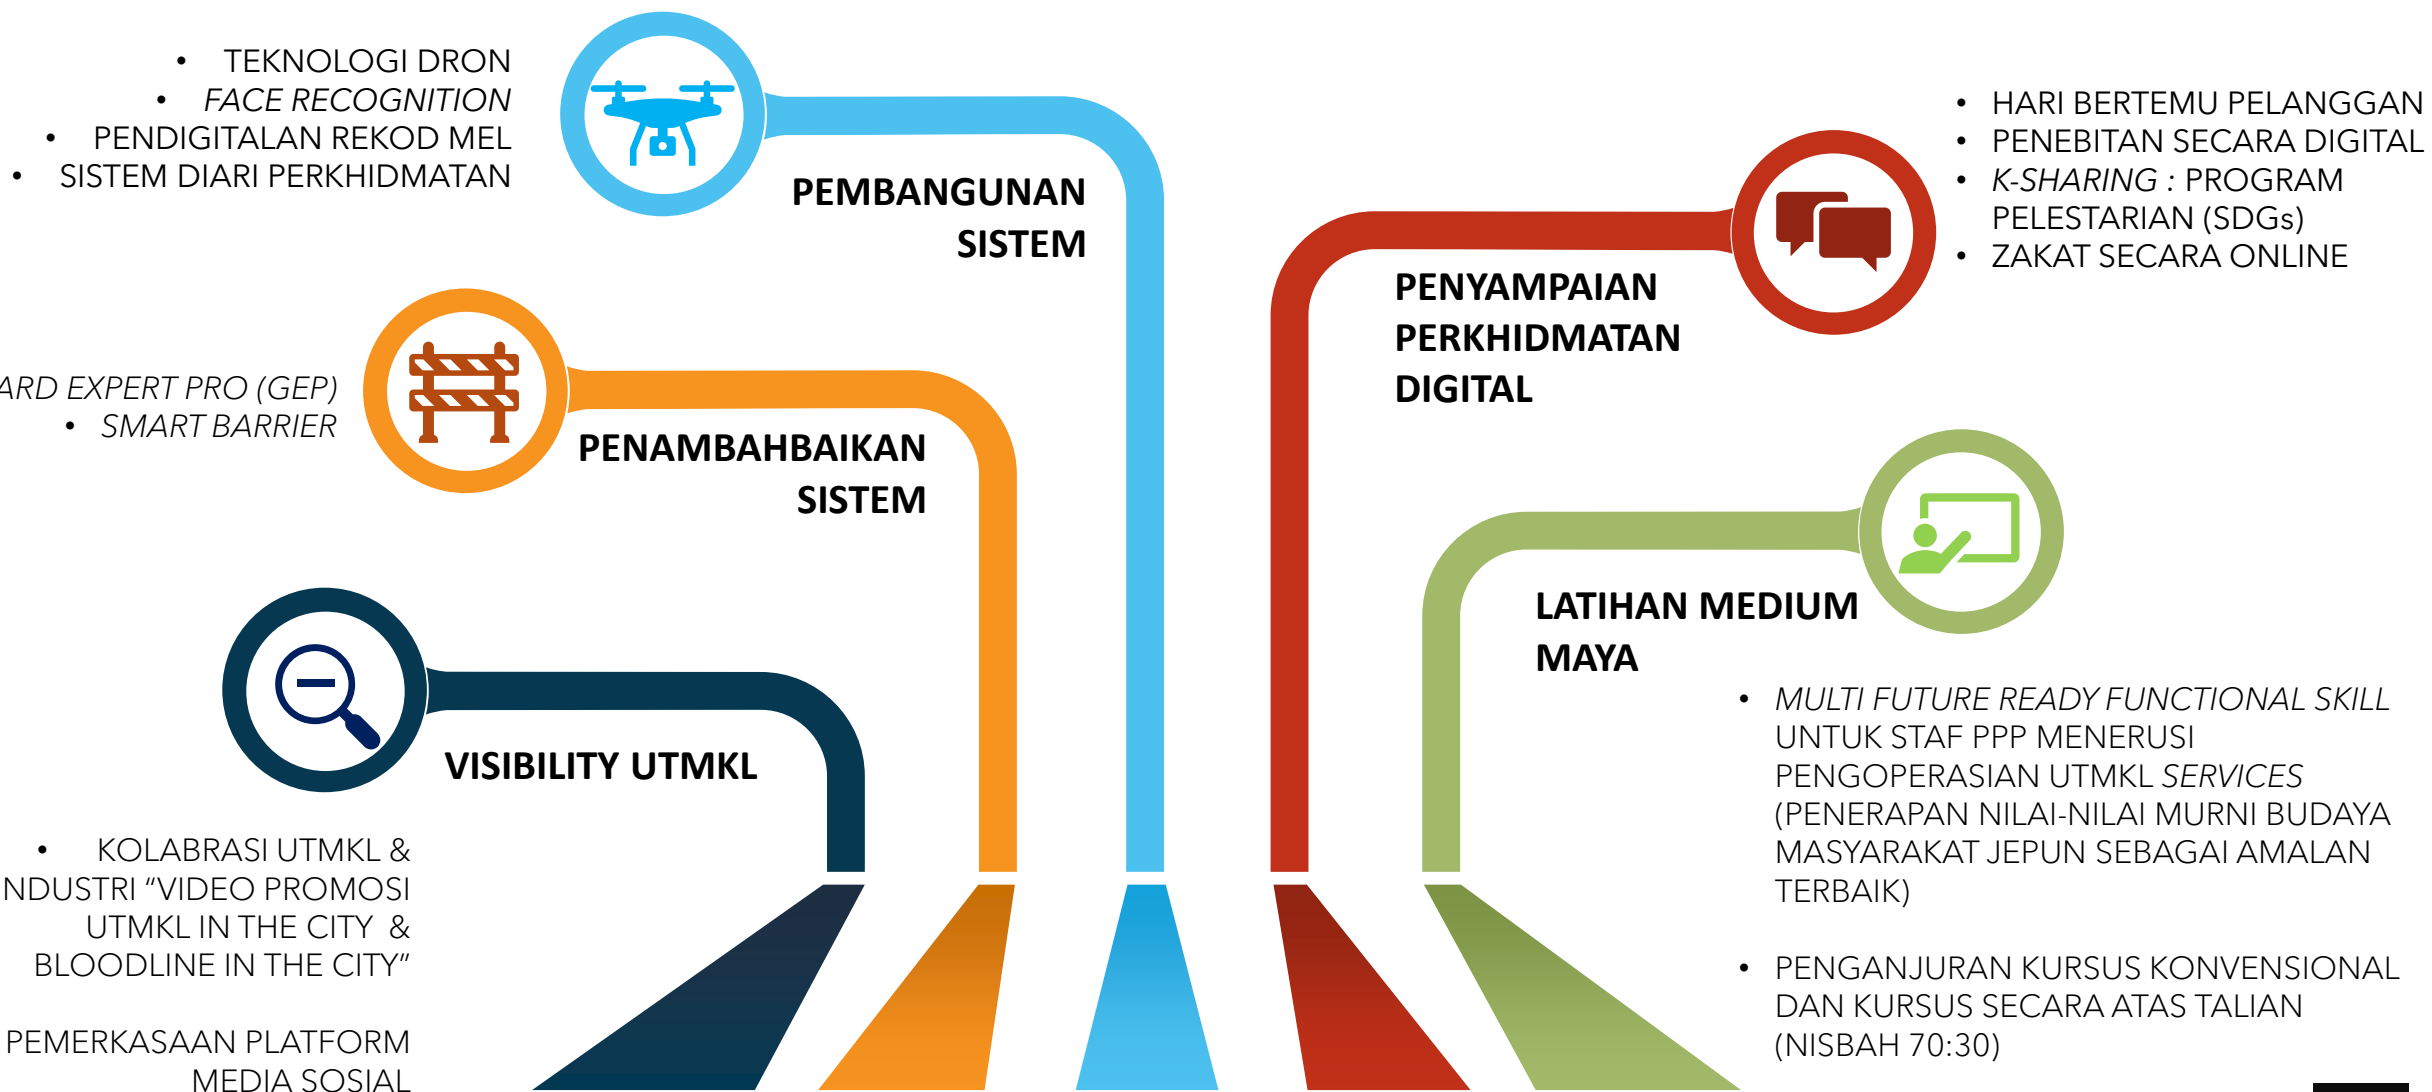 • TEKNOLOGI DRON
• FACE RECOGNITION
• PENDIGITALAN REKOD MEL
• SISTEM DIARI PERKHIDMATAN
PEMBANGUNAN
SISTEM
• HARI BERTEMU PELANGGAN
• PENEBITAN SECARA DIGITAL
• K-SHARING : PROGRAM
PELESTARIAN (SDGs)
• ZAKAT SECARA ONLINE
PENYAMPAIAN
PERKHIDMATAN
DIGITAL
EXPERT PRO (GEP)
• SMART BARRIER
PENAMBAHBAIKAN
SISTEM
LATIHAN MEDIUM
MAYA
• MULTI FUTURE READY FUNCTIONAL SKILL
UNTUK STAF PPP MENERUSI
PENGOPERASIAN UTMKL SERVICES
(PENERAPAN NILAI-NILAI MURNI BUDAYA
MASYARAKAT JEPUN SEBAGAI AMALAN
TERBAIK)
• PENGANJURAN KURSUS KONVENSIONAL
DAN KURSUS SECARA ATAS TALIAN
(NISBAH 70:30)
VISIBILITY UTMKL
• KOLABRASI UTMKL &
NDUSTRI “VIDEO PROMOSI
UTMKL IN THE CITY &
BLOODLINE IN THE CITY”
PEMERKASAAN PLATFORM
MEDIA SOSIAL